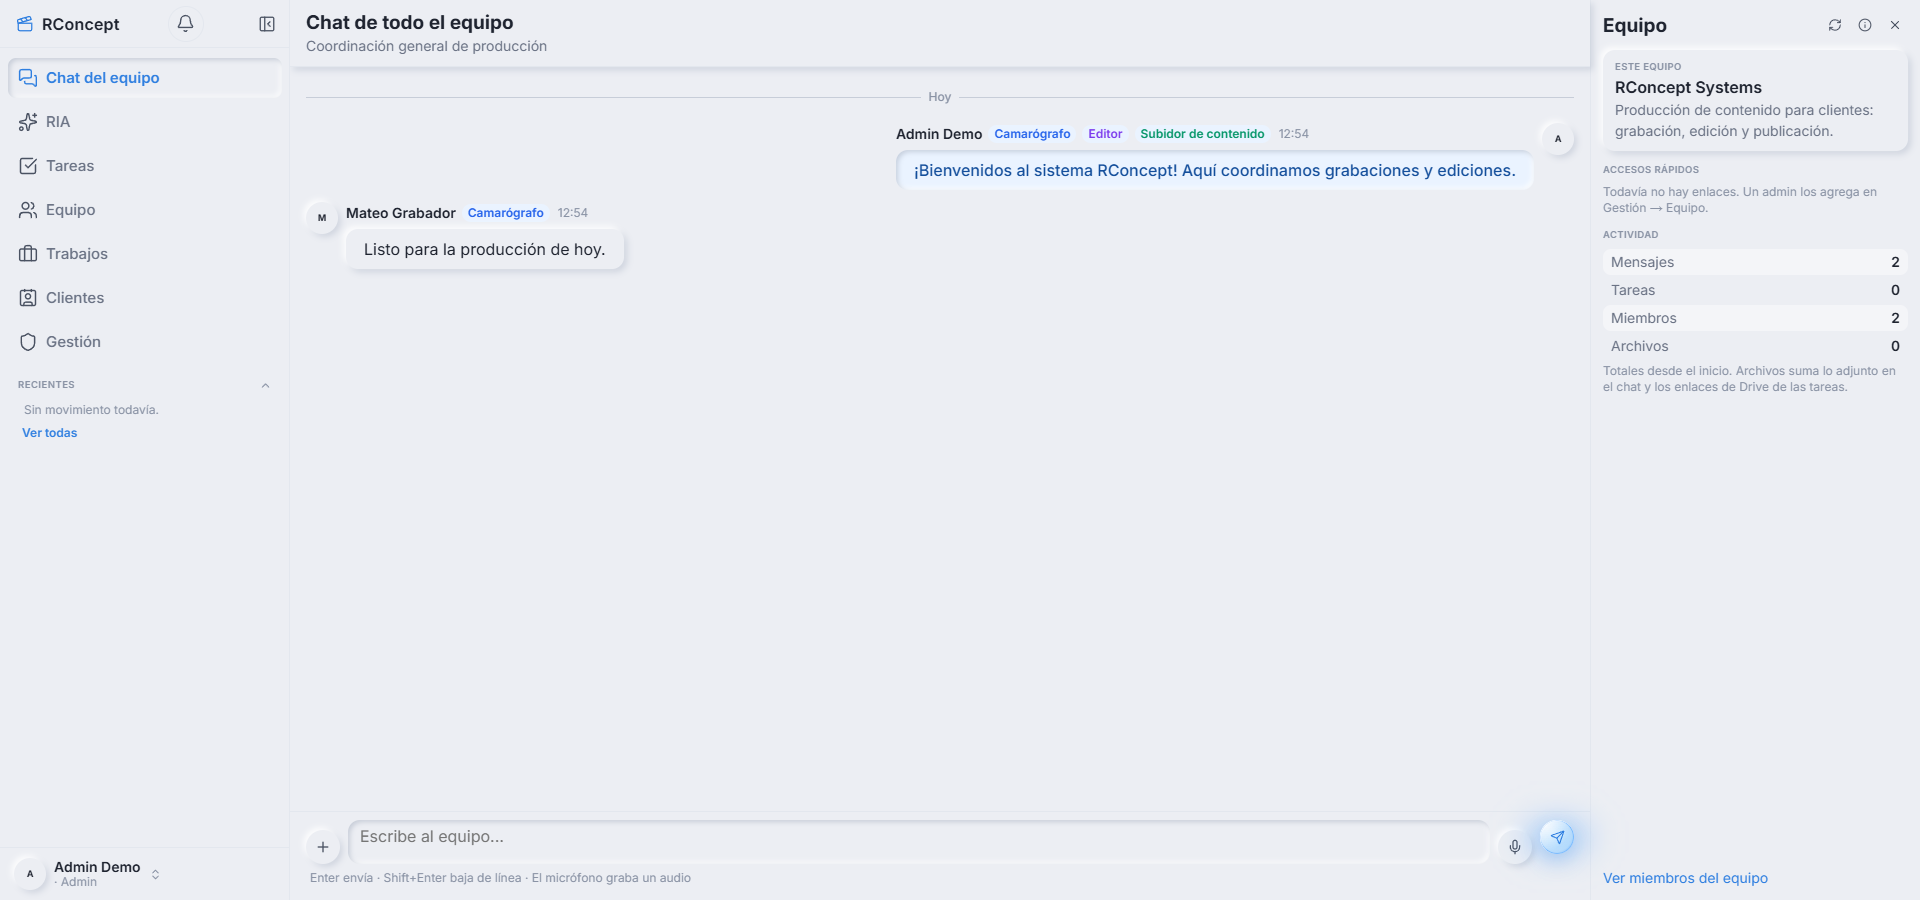 RConcept
Chat del equipo
RIA
Tareas
Equipo
Trabajos
Clientes
Gestión
RECIENTES
Sin movimiento todavía.
Ver todas
A
Admin Demo
· Admin
Chat de todo el equipo
Coordinación general de producción
Hoy
Admin Demo Camarógrafo Editor Subidor de contenido 12:54
A
¡Bienvenidos al sistema RConcept! Aquí coordinamos grabaciones y ediciones.
M
Mateo Grabador Camarógrafo 12:54
Listo para la producción de hoy.
Escribe al equipo...
Enter envía · Shift+Enter baja de línea · El micrófono graba un audio
Equipo
ESTE EQUIPO
RConcept Systems
Producción de contenido para clientes:
grabación, edición y publicación.
ACCESOS RÁPIDOS
Todavía no hay enlaces. Un admin los agrega en
Gestión → Equipo.
ACTIVIDAD
Mensajes 2
Tareas 0
Miembros 2
Archivos 0
Totales desde el inicio. Archivos suma lo adjunto en
el chat y los enlaces de Drive de las tareas.
Ver miembros del equipo